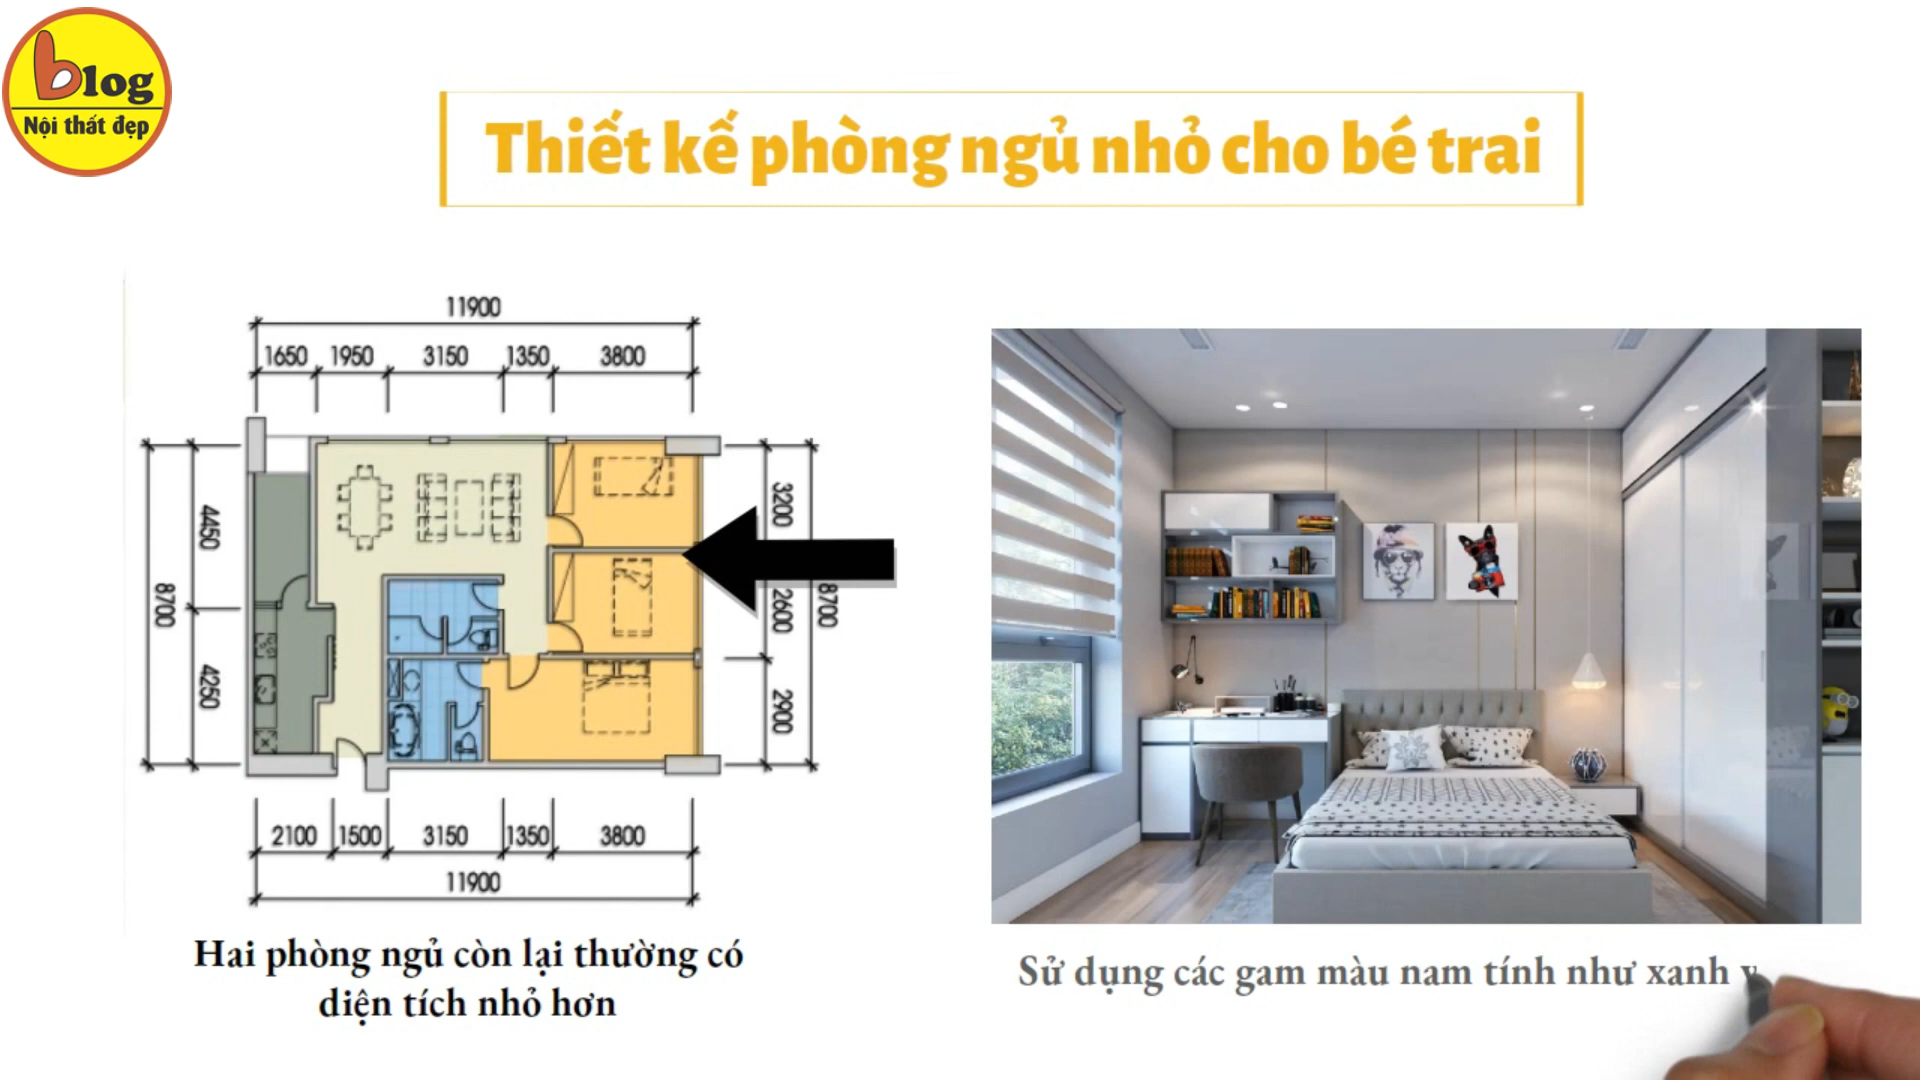 blog
Nội thất đẹp
Thiết kế phòng ngủ nhỏ cho bé trai
11900
1650 1950 3150 1350 3800
4450
8700
4250
3200
2600
8700
2900
2100 1500 3150 1350 3800
11900
Hai phòng ngủ còn lại thường có
diện tích nhỏ hơn
Sử dụng các gam màu nam tính như xanh